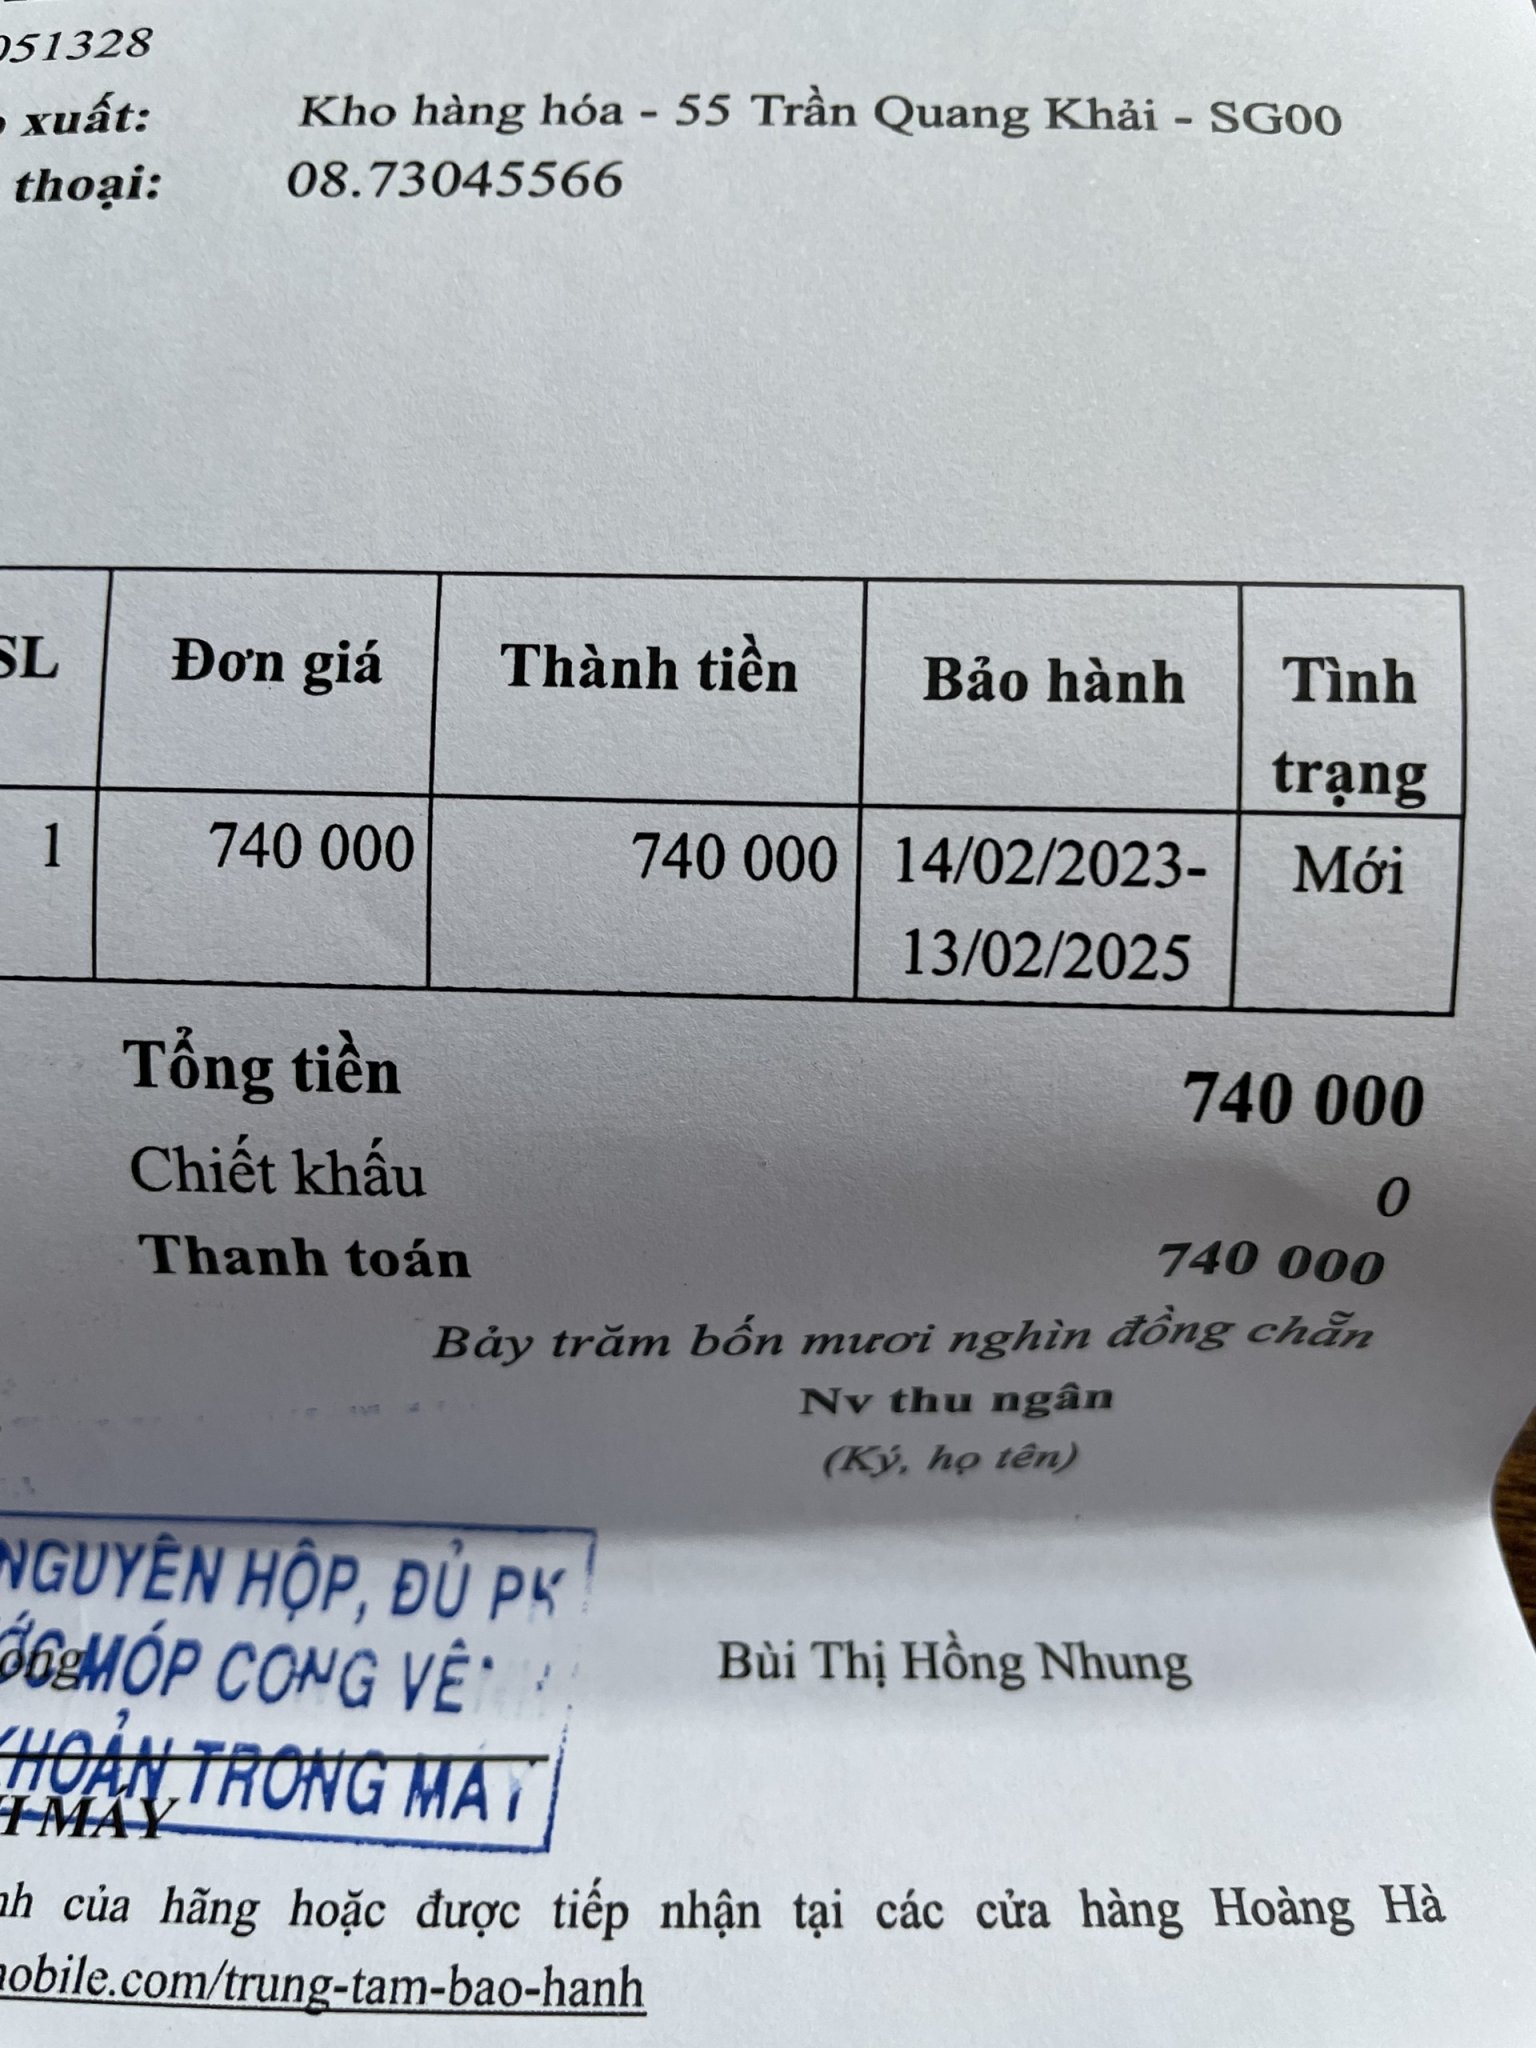 051328
xuất: Kho hàng hóa - 55 Trần Quang Khải - SG00
thoại: 08.73045566
SL Đơn giá Thành tiền Bảo hành Tình trạng
1 740 000 740 000 14/02/2023- Mới
13/02/2025
Tổng tiền 740 000
Chiết khấu 0
Thanh toán 740 000
Bảy trăm bốn mươi nghìn đồng chẵn
Nv thu ngân
(Ký, họ tên)
NGUYÊN HỘP, ĐỦ PK
MÓP CONG VÊ
Bùi Thị Hồng Nhung
KHOẢN TRONG MÁY
MÁY
của hãng hoặc được tiếp nhận tại các cửa hàng Hoàng Hà
mobile.com/trung-tam-bao-hanh